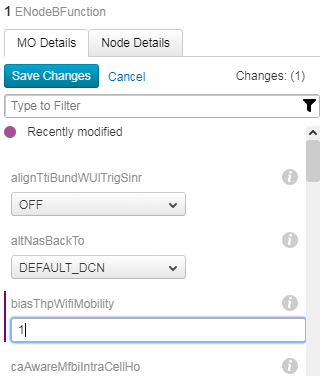 1 ENodeBFunction
MO Details Node Details
Save Changes Cancel Changes: (1)
Type to Filter
Recently modified
alignTtiBundWUlTrigSinr
OFF
altNasBackTo
DEFAULT_DCN
biasThpWifiMobility
1
caAwareMfbiIntraCellHo